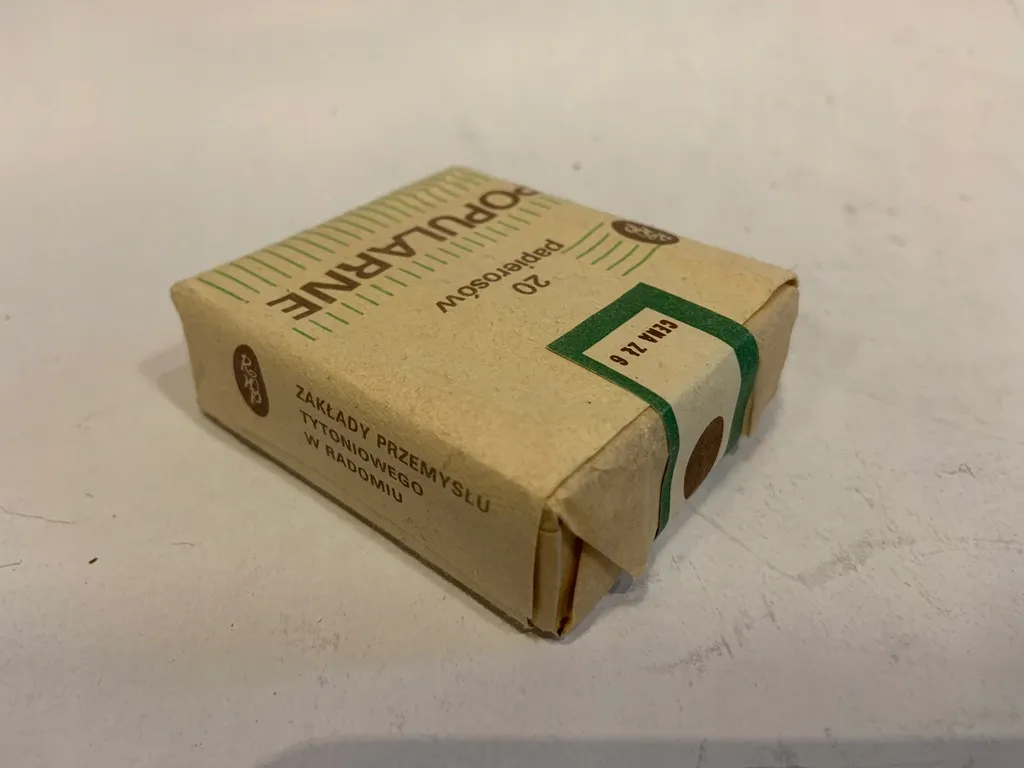 POPULARNE
20
papierosów
CENA ZŁ 6
ZAKŁADY PRZEMYSŁU
TYTONIOWEGO
W RADOMIU